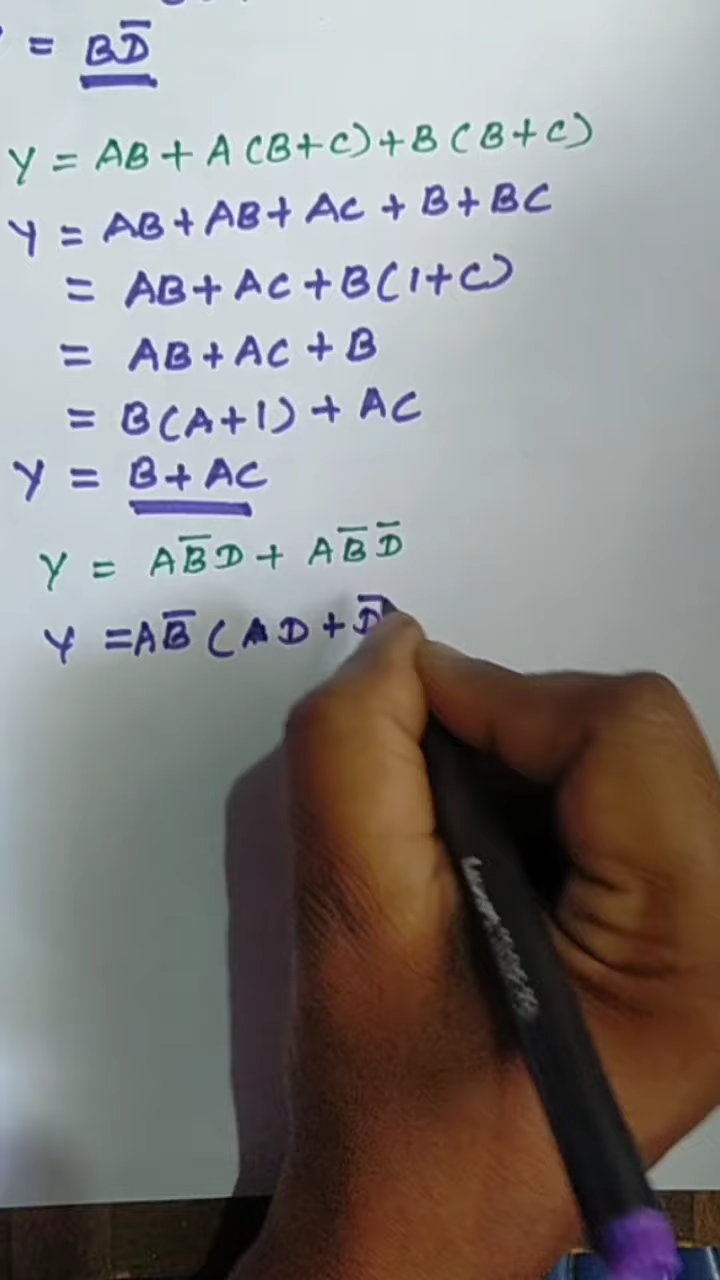 = BD̅
Y = AB + A (B+C) + B (B+C)
Y = AB + AB + AC + B + BC
= AB + AC + B(1+C)
= AB + AC + B
= B(A+1) + AC
Y = B + AC
Y = AB̅D + AB̅D̅
Y = AB̅ (AD + D̅